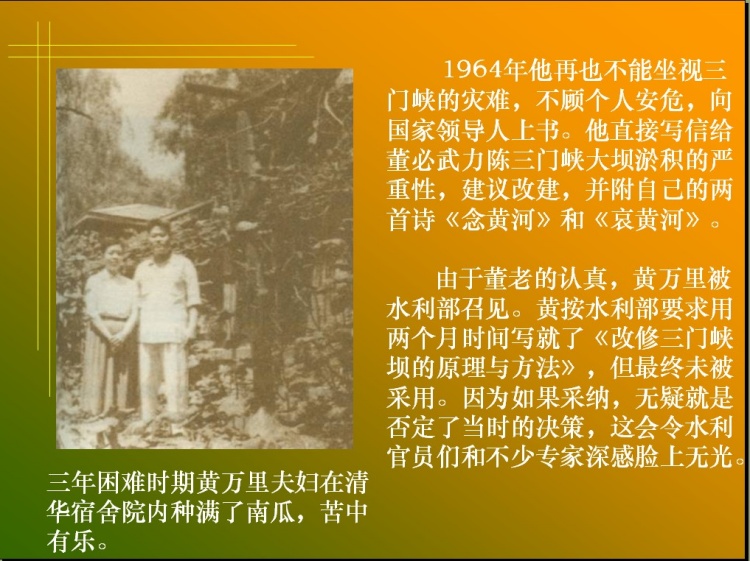 1964年他再也不能坐视三
门峡的灾难，不顾个人安危，向
国家领导人上书。他直接写信给
董必武力陈三门峡大坝淤积的严
重性，建议改建，并附自己的两
首诗《念黄河》和《哀黄河》。
由于董老的认真，黄万里被
水利部召见。黄按水利部要求用
两个月时间写就了《改修三门峡
坝的原理与方法》，但最终未被
采用。因为如果采纳，无疑就是
否定了当时的决策，这会令水利
官员们和不少专家深感脸上无光。
三年困难时期黄万里夫妇在清
华宿舍院内种满了南瓜，苦中
有乐。